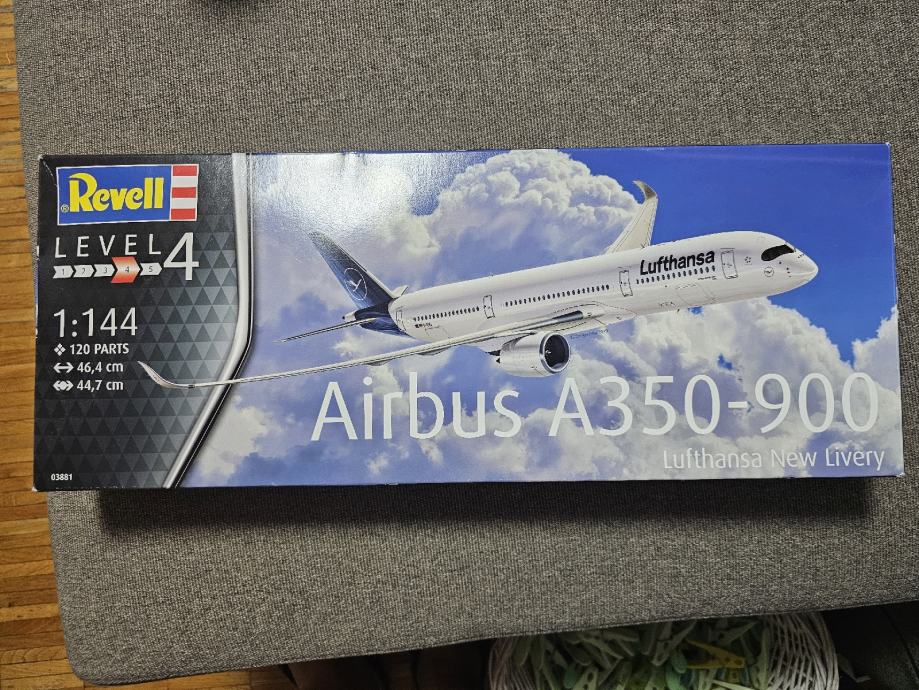 ®Revell
LEVEL 4
1 2 3 4 5
1:144
120 PARTS
46,4 cm
44,7 cm
03881
Lufthansa
Airbus A350-900
Lufthansa New Livery